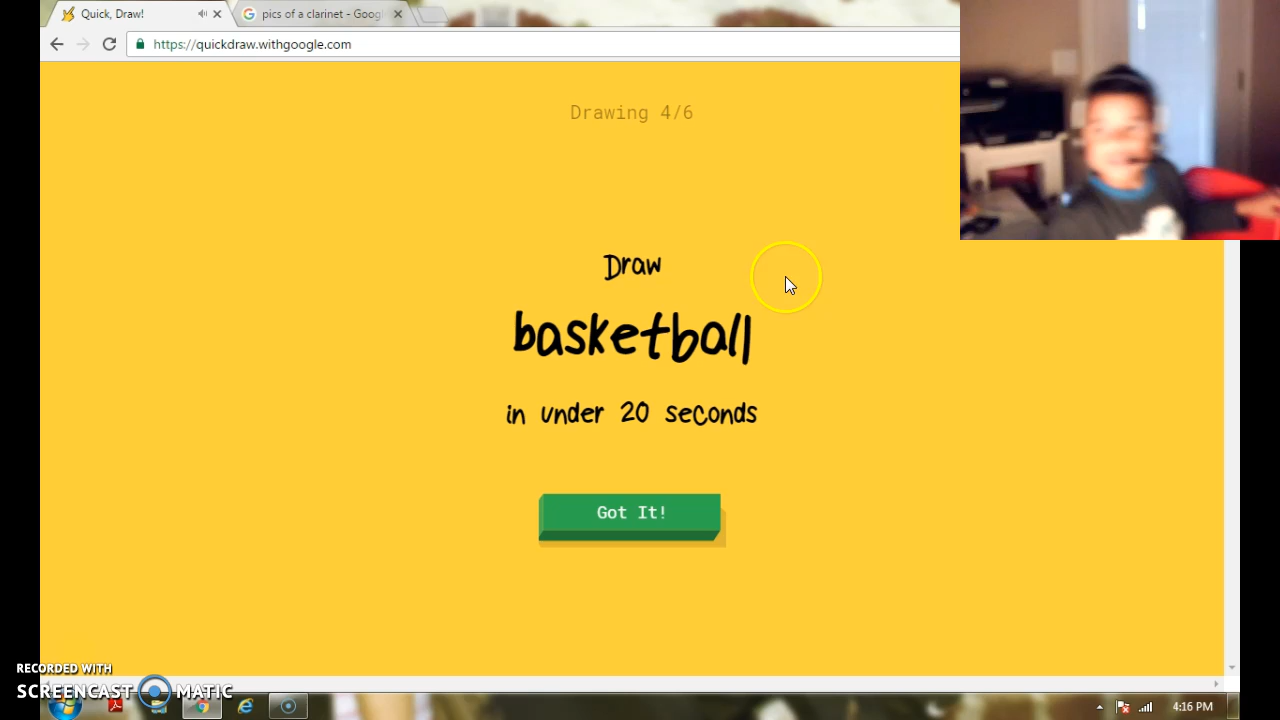 Quick, Draw!
pics of a clarinet - Goog
https://quickdraw.withgoogle.com
Drawing 4/6
Draw
basketball
in under 20 seconds
Got It!
RECORDED WITH
SCREENCAST MATIC
4:16 PM